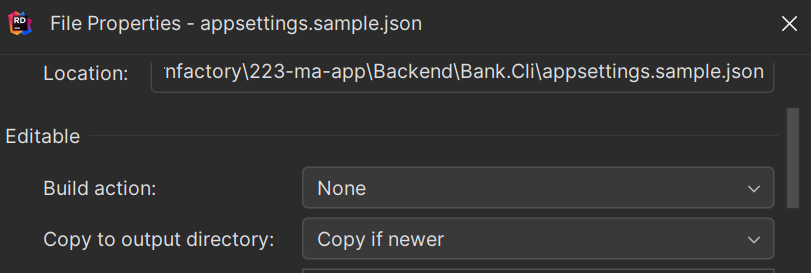 RD
File Properties - appsettings.sample.json
Location:
nfactory\223-ma-app\Backend\Bank.Cli\appsettings.sample.json
Editable
Build action:
None
Copy to output directory:
Copy if newer